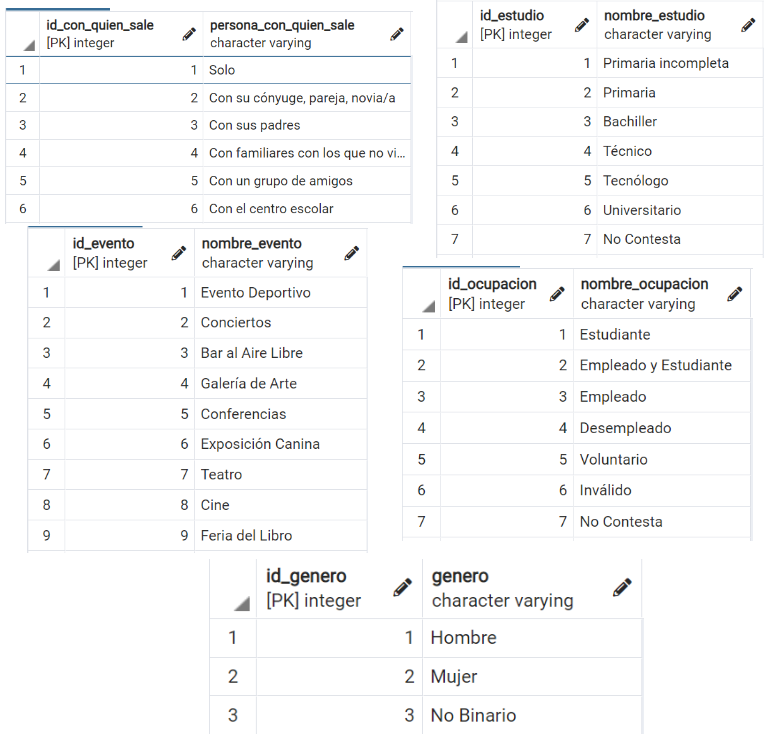 id_con_quien_sale persona_con_quien_sale
[PK] integer character varying
1 1 Solo
2 2 Con su cónyuge, pareja, novia/a
3 3 Con sus padres
4 4 Con familiares con los que no vi...
5 5 Con un grupo de amigos
6 6 Con el centro escolar
id_estudio nombre_estudio
[PK] integer character varying
1 1 Primaria incompleta
2 2 Primaria
3 3 Bachiller
4 4 Técnico
5 5 Tecnólogo
6 6 Universitario
7 7 No Contesta
id_evento nombre_evento
[PK] integer character varying
1 1 Evento Deportivo
2 2 Conciertos
3 3 Bar al Aire Libre
4 4 Galería de Arte
5 5 Conferencias
6 6 Exposición Canina
7 7 Teatro
8 8 Cine
9 9 Feria del Libro
id_ocupacion nombre_ocupacion
[PK] integer character varying
1 1 Estudiante
2 2 Empleado y Estudiante
3 3 Empleado
4 4 Desempleado
5 5 Voluntario
6 6 Inválido
7 7 No Contesta
id_genero genero
[PK] integer character varying
1 1 Hombre
2 2 Mujer
3 3 No Binario